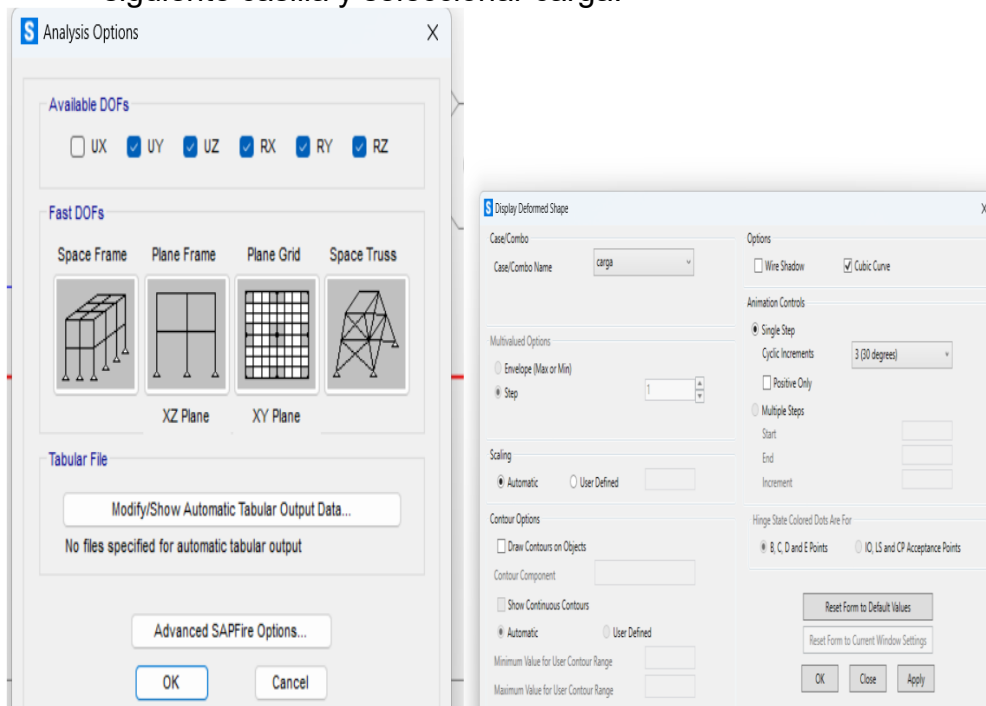 siguiente casilla y seleccionar carga.
S Analysis Options X
Available DOFs
UX UY UZ RX RY RZ
Fast DOFs
Space Frame Plane Frame Plane Grid Space Truss
XZ Plane XY Plane
Tabular File
Modify/Show Automatic Tabular Output Data...
No files specified for automatic tabular output
Advanced SAPFire Options...
OK Cancel
S Display Deformed Shape X
Case/Combo
Case/Combo Name carga
Multivalued Options
Envelope (Max or Min)
Step 1
Scaling
Automatic User Defined
Contour Options
Draw Contours on Objects
Contour Component
Show Continuous Contours
Automatic User Defined
Minimum Value for User Contour Range
Maximum Value for User Contour Range
Options
Wire Shadow Cubic Curve
Animation Controls
Single Step
Cyclic Increments 3 (30 degrees)
Positive Only
Multiple Steps
Start
End
Increment
Hinge State Colored Dots Are For
B, C, D and E Points IO, LS and CP Acceptance Points
Reset Form to Default Values
Reset Form to Current Window Settings
OK Close Apply